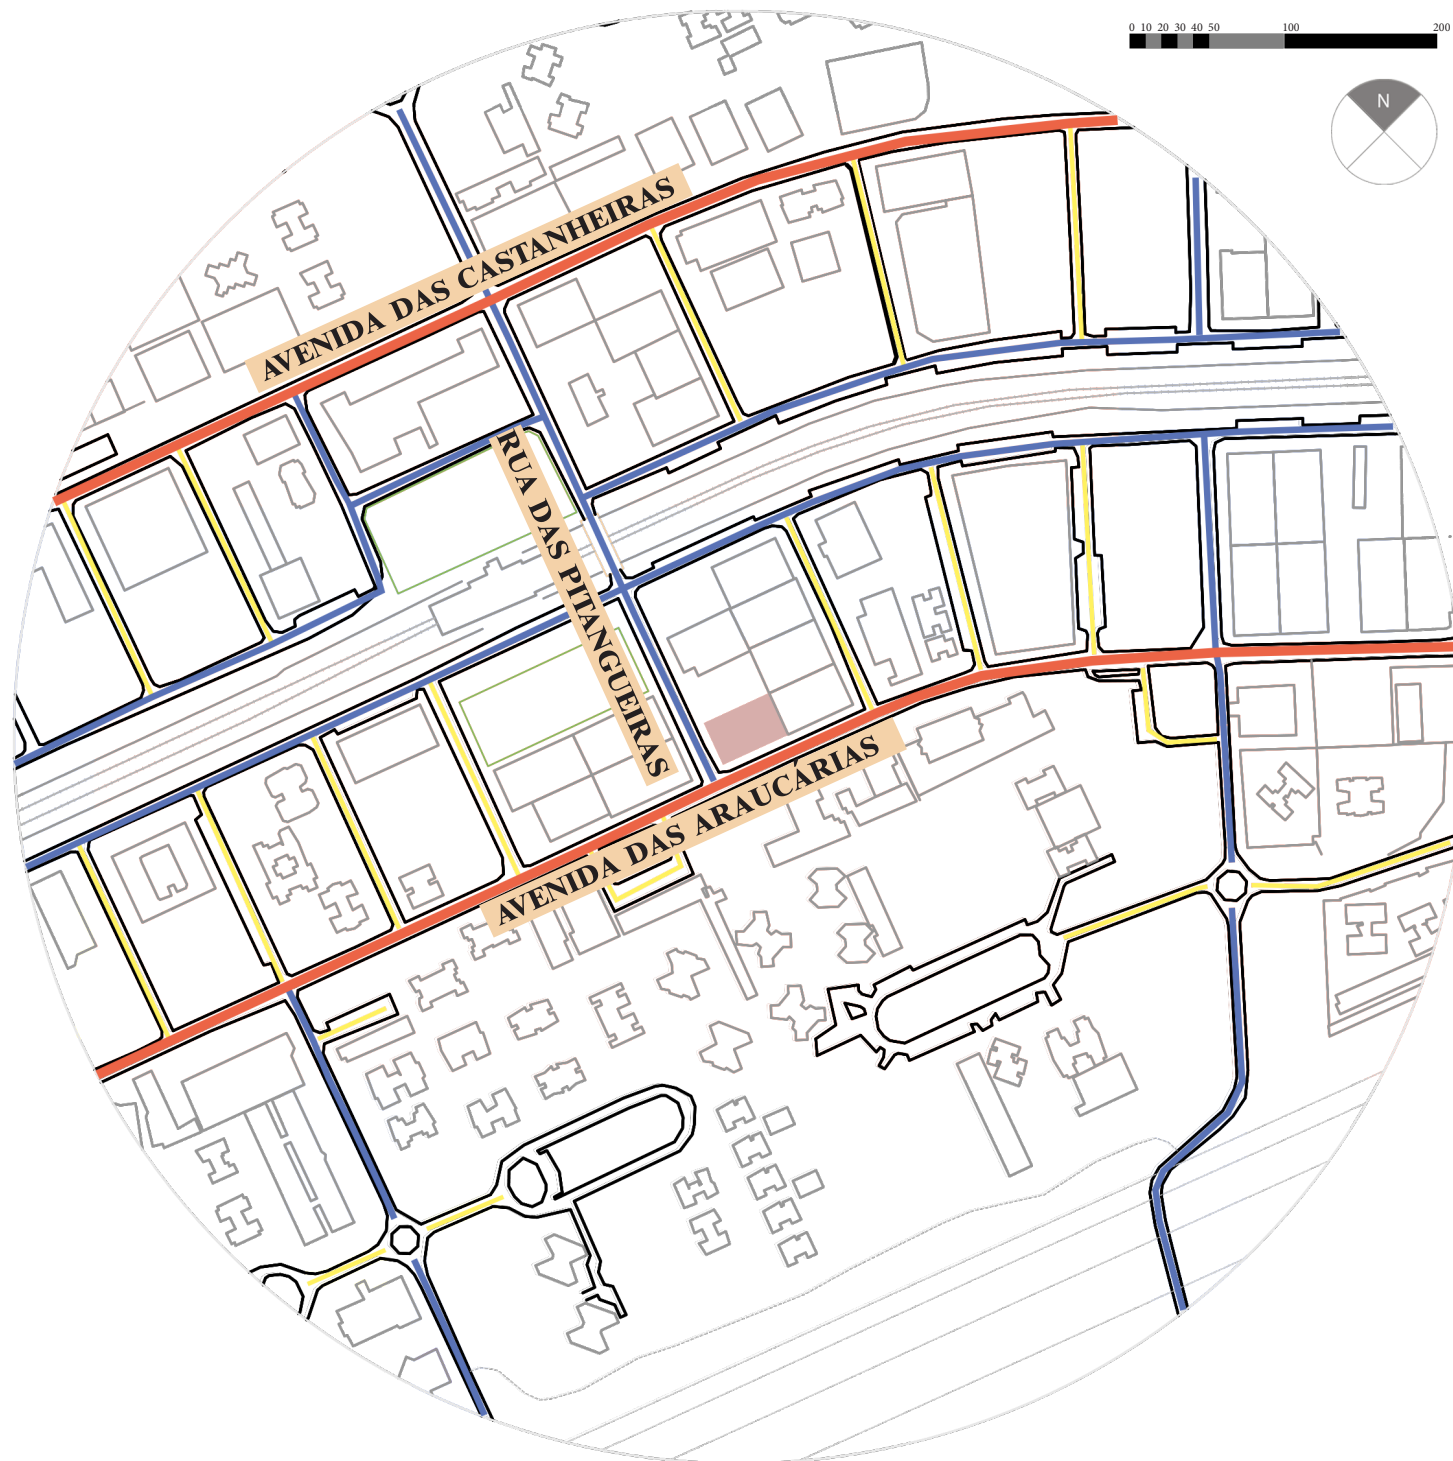 0 10 20 30 40 50 100 200
N
AVENIDA DAS CASTANHEIRAS
RUA DAS PITANGUEIRAS
AVENIDA DAS ARAUCÁRIAS